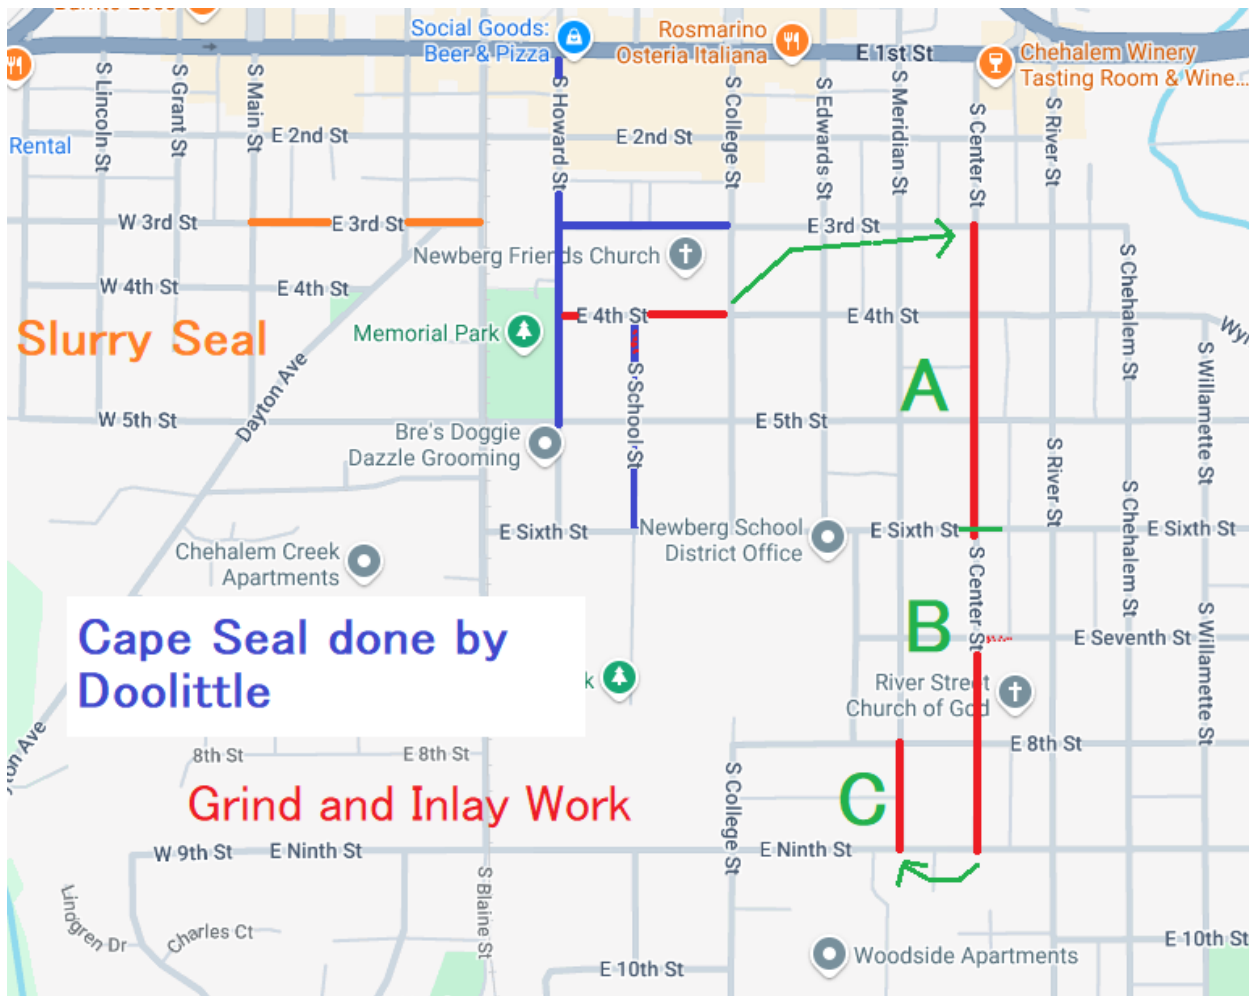 Social Goods:
Beer & Pizza
Rosmarino
Osteria Italiana
E 1st St
Chehalem Winery
Tasting Room & Wine...
S Lincoln St
S Grant St
S Main St
S Howard St
S College St
S Edwards St
S Meridian St
S Center St
S River St
Rental
E 2nd St
E 2nd St
W 3rd St
E 3rd St
E 3rd St
Newberg Friends Church
S Chehalem St
W 4th St
E 4th St
E 4th St
E 4th St
Slurry Seal
Memorial Park
Dayton Ave
S School St
A
S Willamette St
W 5th St
E 5th St
Bre's Doggie
Dazzle Grooming
S River St
S Chehalem St
E Sixth St
Newberg School
District Office
E Sixth St
E Sixth St
Chehalem Creek
Apartments
S Center St
S Willamette St
Cape Seal done by
Doolittle
B
E Seventh St
k
River Street
Church of God
8th St
E 8th St
E 8th St
S College St
C
Grind and Inlay Work
W 9th St
E Ninth St
E Ninth St
S Blaine St
Lindgren Dr
Charles Ct
Woodside Apartments
E 10th St
E 10th St